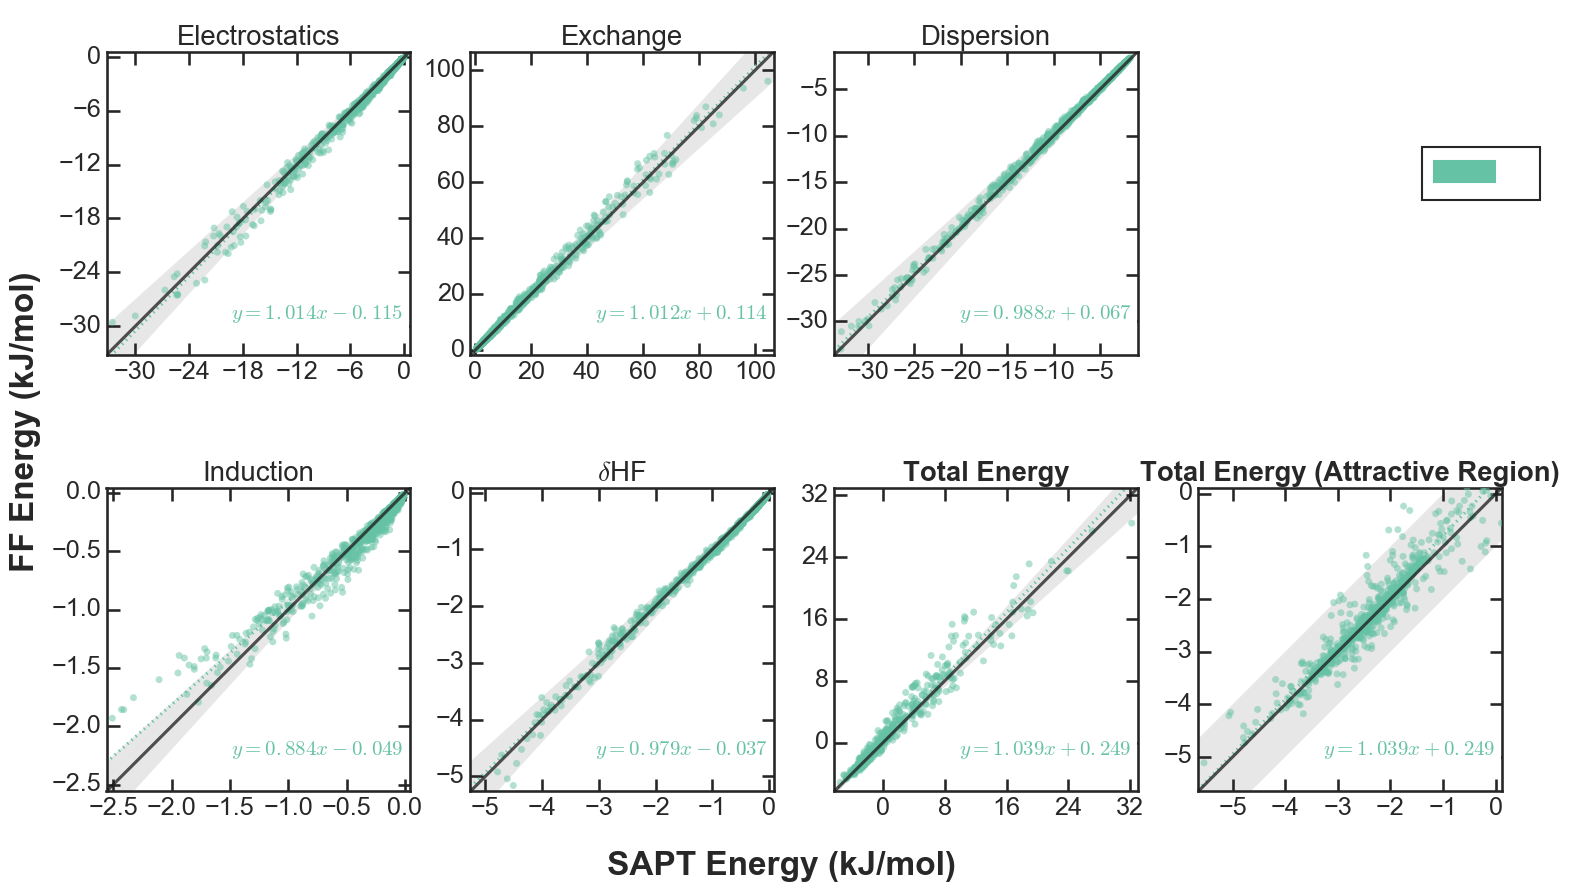 Electrostatics
0
−6
−12
−18
−24
−30
−30 −24 −18 −12 −6 0
y = 1.014x − 0.115
Exchange
100
80
60
40
20
0
0 20 40 60 80 100
y = 1.012x + 0.114
Dispersion
−5
−10
−15
−20
−25
−30
−30 −25 −20 −15 −10 −5
y = 0.988x + 0.067
FF Energy (kJ/mol)
Induction
0.0
−0.5
−1.0
−1.5
−2.0
−2.5
−2.5 −2.0 −1.5 −1.0 −0.5 0.0
y = 0.884x − 0.049
δHF
0
−1
−2
−3
−4
−5
−5 −4 −3 −2 −1 0
y = 0.979x − 0.037
Total Energy
32
24
16
8
0
0 8 16 24 32
y = 1.039x + 0.249
Total Energy (Attractive Region)
0
−1
−2
−3
−4
−5
−5 −4 −3 −2 −1 0
y = 1.039x + 0.249
SAPT Energy (kJ/mol)